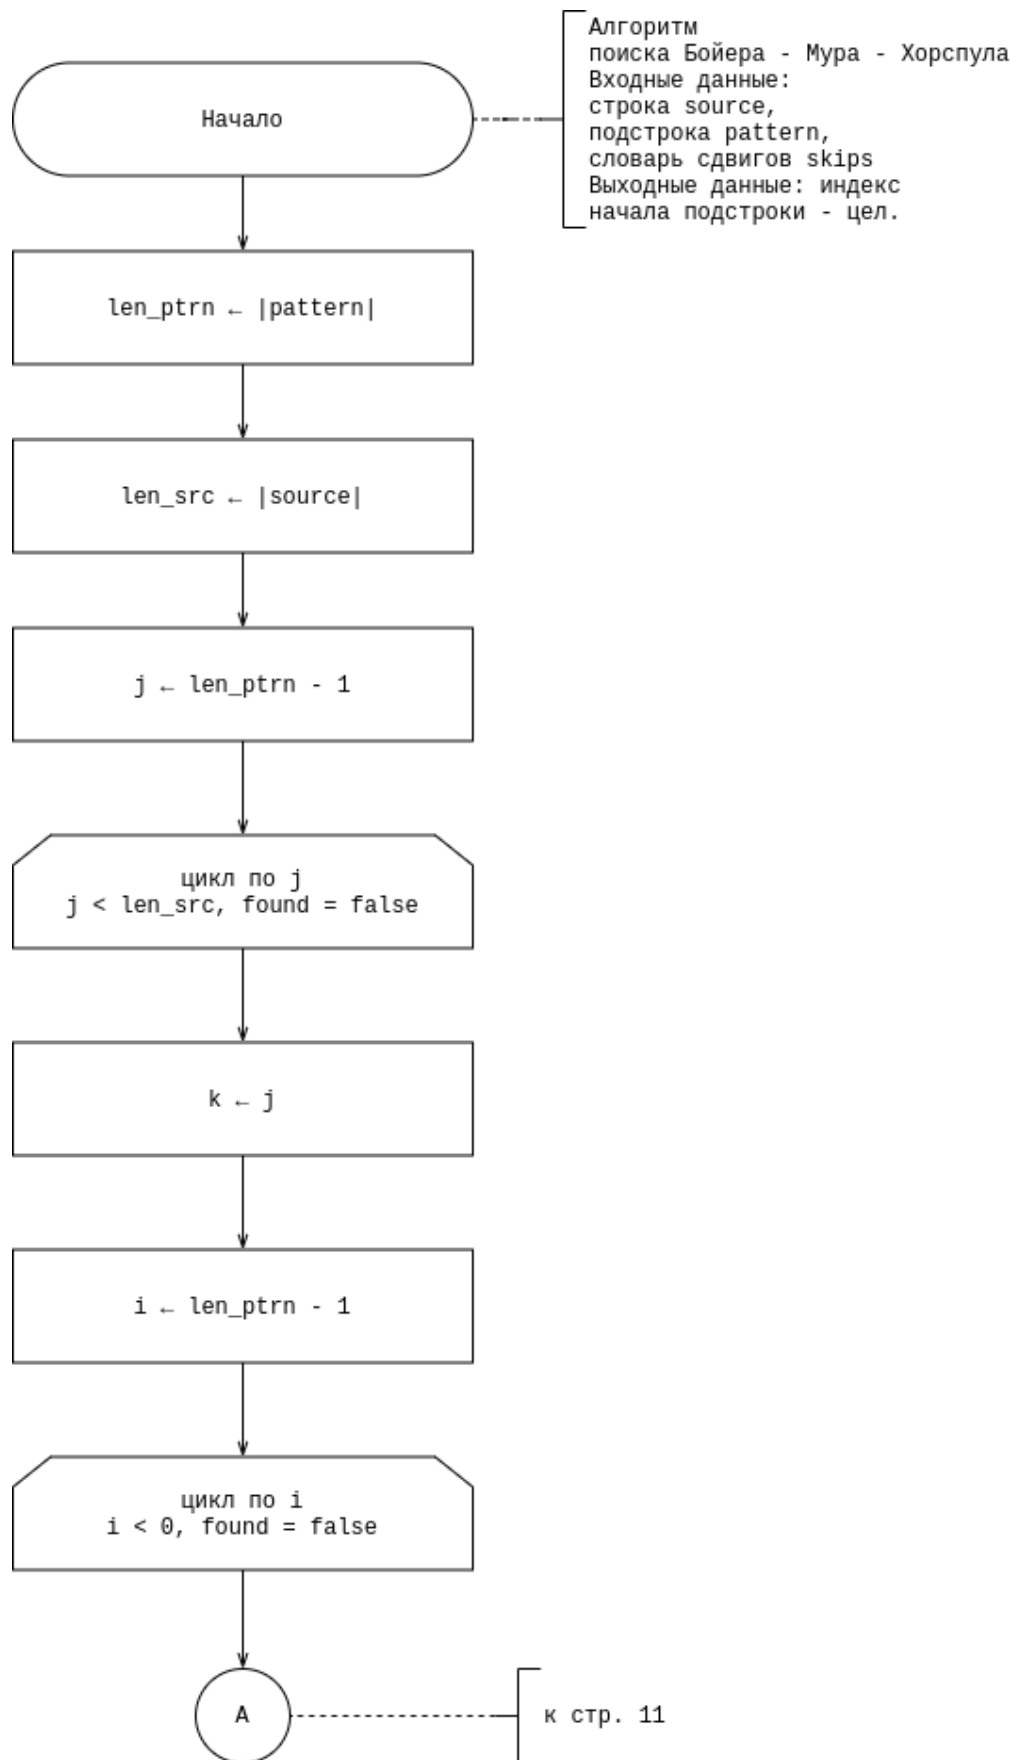 Алгоритм
поиска Бойера - Мура - Хорспула
Входные данные:
строка source,
подстрока pattern,
словарь сдвигов skips
Выходные данные: индекс
начала подстроки - цел.
Начало
len_ptrn ← |pattern|
len_src ← |source|
j ← len_ptrn - 1
цикл по j
j < len_src, found = false
k ← j
i ← len_ptrn - 1
цикл по i
i < 0, found = false
A
к стр. 11